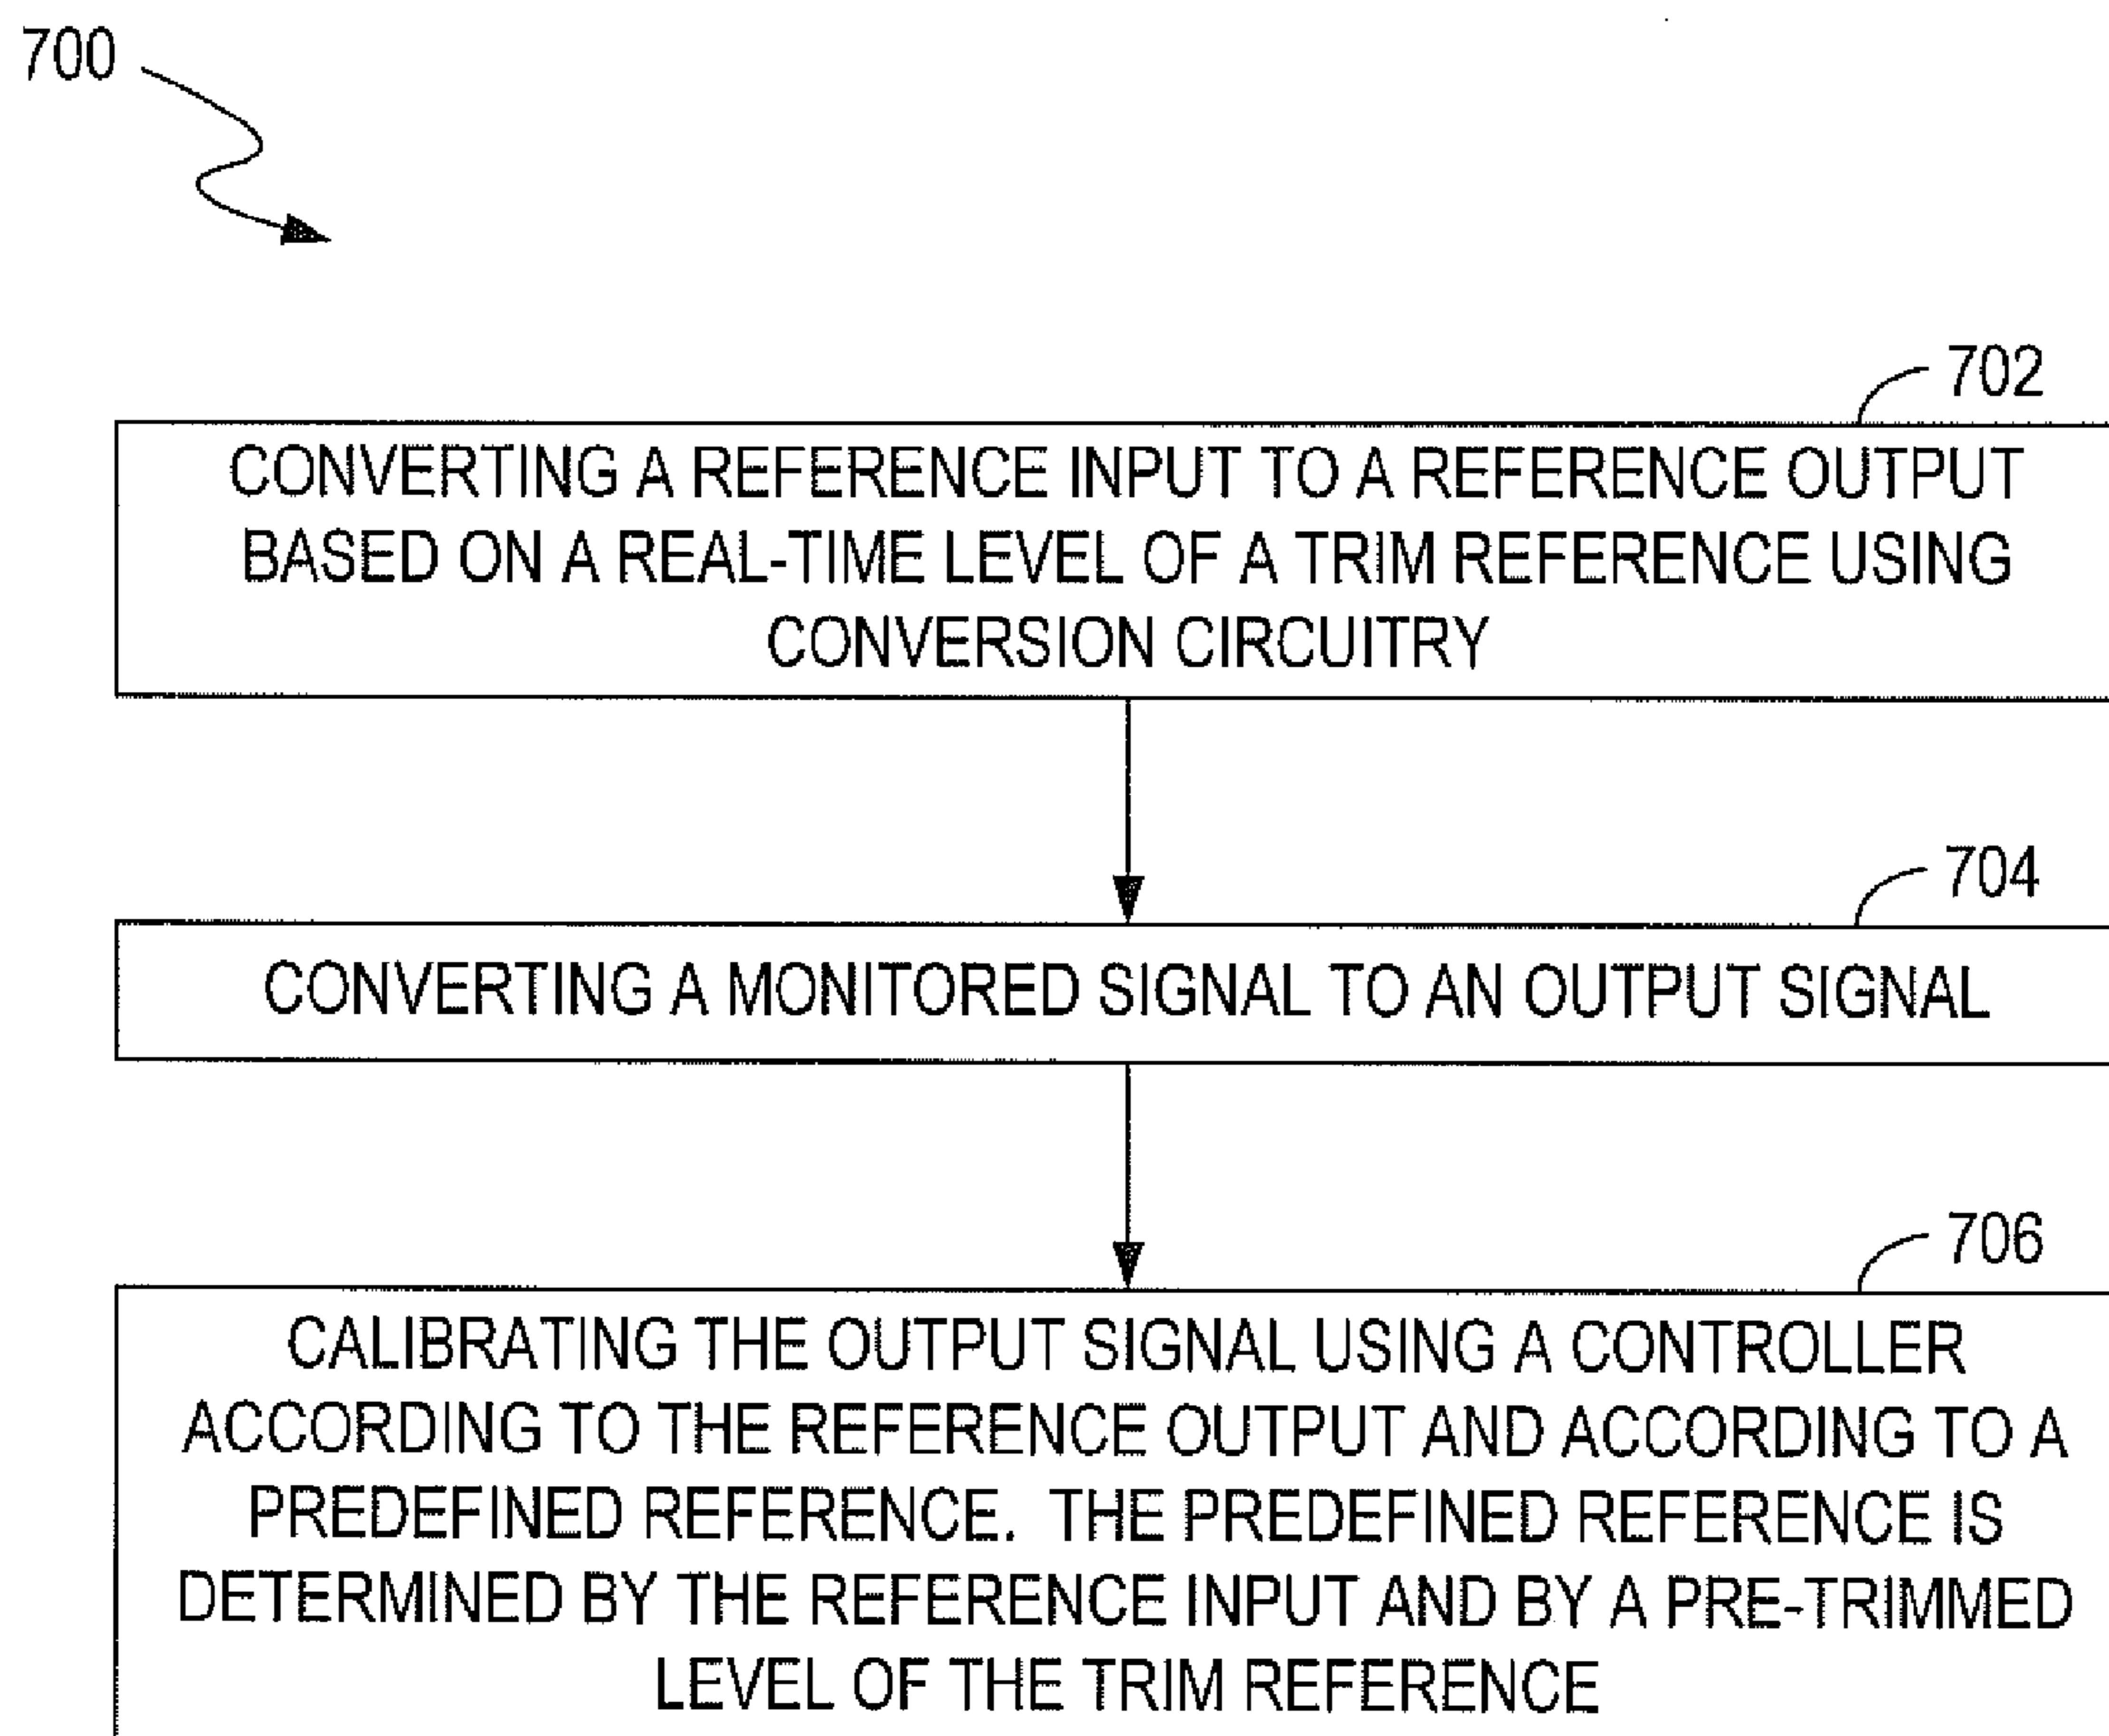 700
702
CONVERTING A REFERENCE INPUT TO A REFERENCE OUTPUT
BASED ON A REAL-TIME LEVEL OF A TRIM REFERENCE USING
CONVERSION CIRCUITRY
704
CONVERTING A MONITORED SIGNAL TO AN OUTPUT SIGNAL
706
CALIBRATING THE OUTPUT SIGNAL USING A CONTROLLER
ACCORDING TO THE REFERENCE OUTPUT AND ACCORDING TO A
PREDEFINED REFERENCE. THE PREDEFINED REFERENCE IS
DETERMINED BY THE REFERENCE INPUT AND BY A PRE-TRIMMED
LEVEL OF THE TRIM REFERENCE